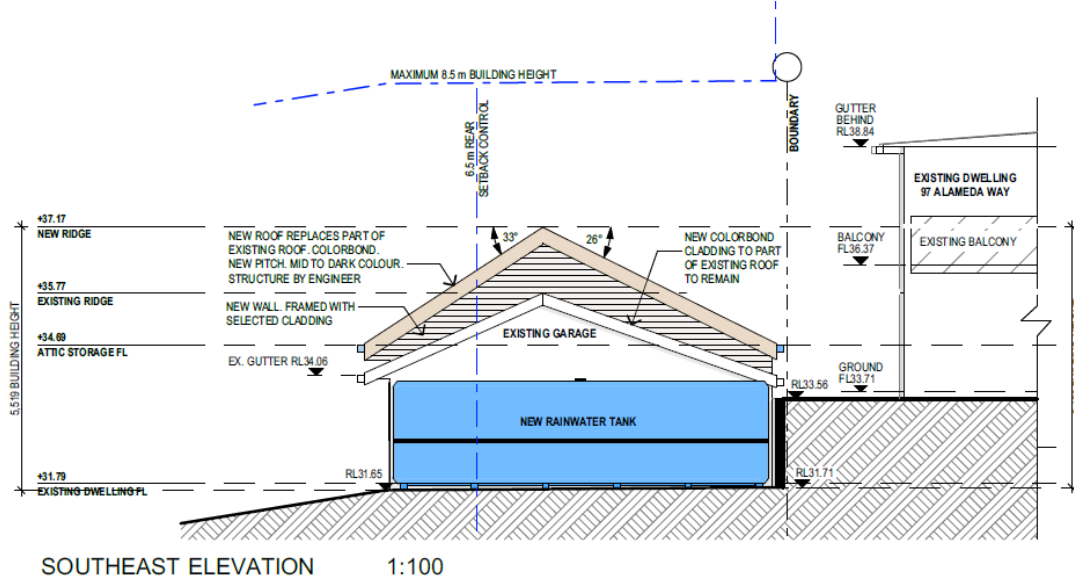 MAXIMUM 8.5 m BUILDING HEIGHT
6.5 m REAR
SETBACK CONTROL
BOUNDARY
GUTTER
BEHIND
RL38.84
EXISTING DWELLING
97 ALAMEDA WAY
+37.17
NEW RIDGE
NEW ROOF REPLACES PART OF
EXISTING ROOF. COLORBOND.
NEW PITCH. MID TO DARK COLOUR.
STRUCTURE BY ENGINEER
33°
26°
NEW COLORBOND
CLADDING TO PART
OF EXISTING ROOF
TO REMAIN
BALCONY
FL36.37
EXISTING BALCONY
+35.77
EXISTING RIDGE
NEW WALL. FRAMED WITH
SELECTED CLADDING
EXISTING GARAGE
+34.69
ATTIC STORAGE FL
EX. GUTTER RL34.06
GROUND
FL33.71
RL33.56
5,519 BUILDING HEIGHT
NEW RAINWATER TANK
+31.79
EXISTING DWELLING FL
RL31.65
RL31.71
SOUTHEAST ELEVATION 1:100